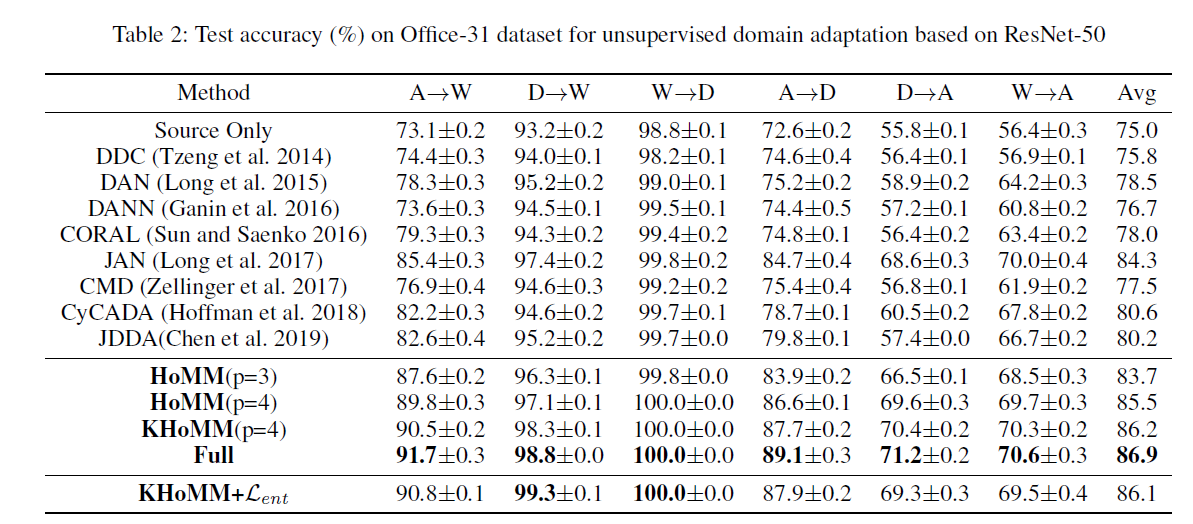 Table 2: Test accuracy (%) on Office-31 dataset for unsupervised domain adaptation based on ResNet-50
Method A→W D→W W→D A→D D→A W→A Avg
Source Only 73.1±0.2 93.2±0.2 98.8±0.1 72.6±0.2 55.8±0.1 56.4±0.3 75.0
DDC (Tzeng et al. 2014) 74.4±0.3 94.0±0.1 98.2±0.1 74.6±0.4 56.4±0.1 56.9±0.1 75.8
DAN (Long et al. 2015) 78.3±0.3 95.2±0.2 99.0±0.1 75.2±0.2 58.9±0.2 64.2±0.3 78.5
DANN (Ganin et al. 2016) 73.6±0.3 94.5±0.1 99.5±0.1 74.4±0.5 57.2±0.1 60.8±0.2 76.7
CORAL (Sun and Saenko 2016) 79.3±0.3 94.3±0.2 99.4±0.2 74.8±0.1 56.4±0.2 63.4±0.2 78.0
JAN (Long et al. 2017) 85.4±0.3 97.4±0.2 99.8±0.2 84.7±0.4 68.6±0.3 70.0±0.4 84.3
CMD (Zellinger et al. 2017) 76.9±0.4 94.6±0.3 99.2±0.2 75.4±0.4 56.8±0.1 61.9±0.2 77.5
CyCADA (Hoffman et al. 2018) 82.2±0.3 94.6±0.2 99.7±0.1 78.7±0.1 60.5±0.2 67.8±0.2 80.6
JDDA(Chen et al. 2019) 82.6±0.4 95.2±0.2 99.7±0.0 79.8±0.1 57.4±0.0 66.7±0.2 80.2
HoMM(p=3) 87.6±0.2 96.3±0.1 99.8±0.0 83.9±0.2 66.5±0.1 68.5±0.3 83.7
HoMM(p=4) 89.8±0.3 97.1±0.1 100.0±0.0 86.6±0.1 69.6±0.3 69.7±0.3 85.5
KHoMM(p=4) 90.5±0.2 98.3±0.1 100.0±0.0 87.7±0.2 70.4±0.2 70.3±0.2 86.2
Full 91.7±0.3 98.8±0.0 100.0±0.0 89.1±0.3 71.2±0.2 70.6±0.3 86.9
KHoMM+ℒent 90.8±0.1 99.3±0.1 100.0±0.0 87.9±0.2 69.3±0.3 69.5±0.4 86.1